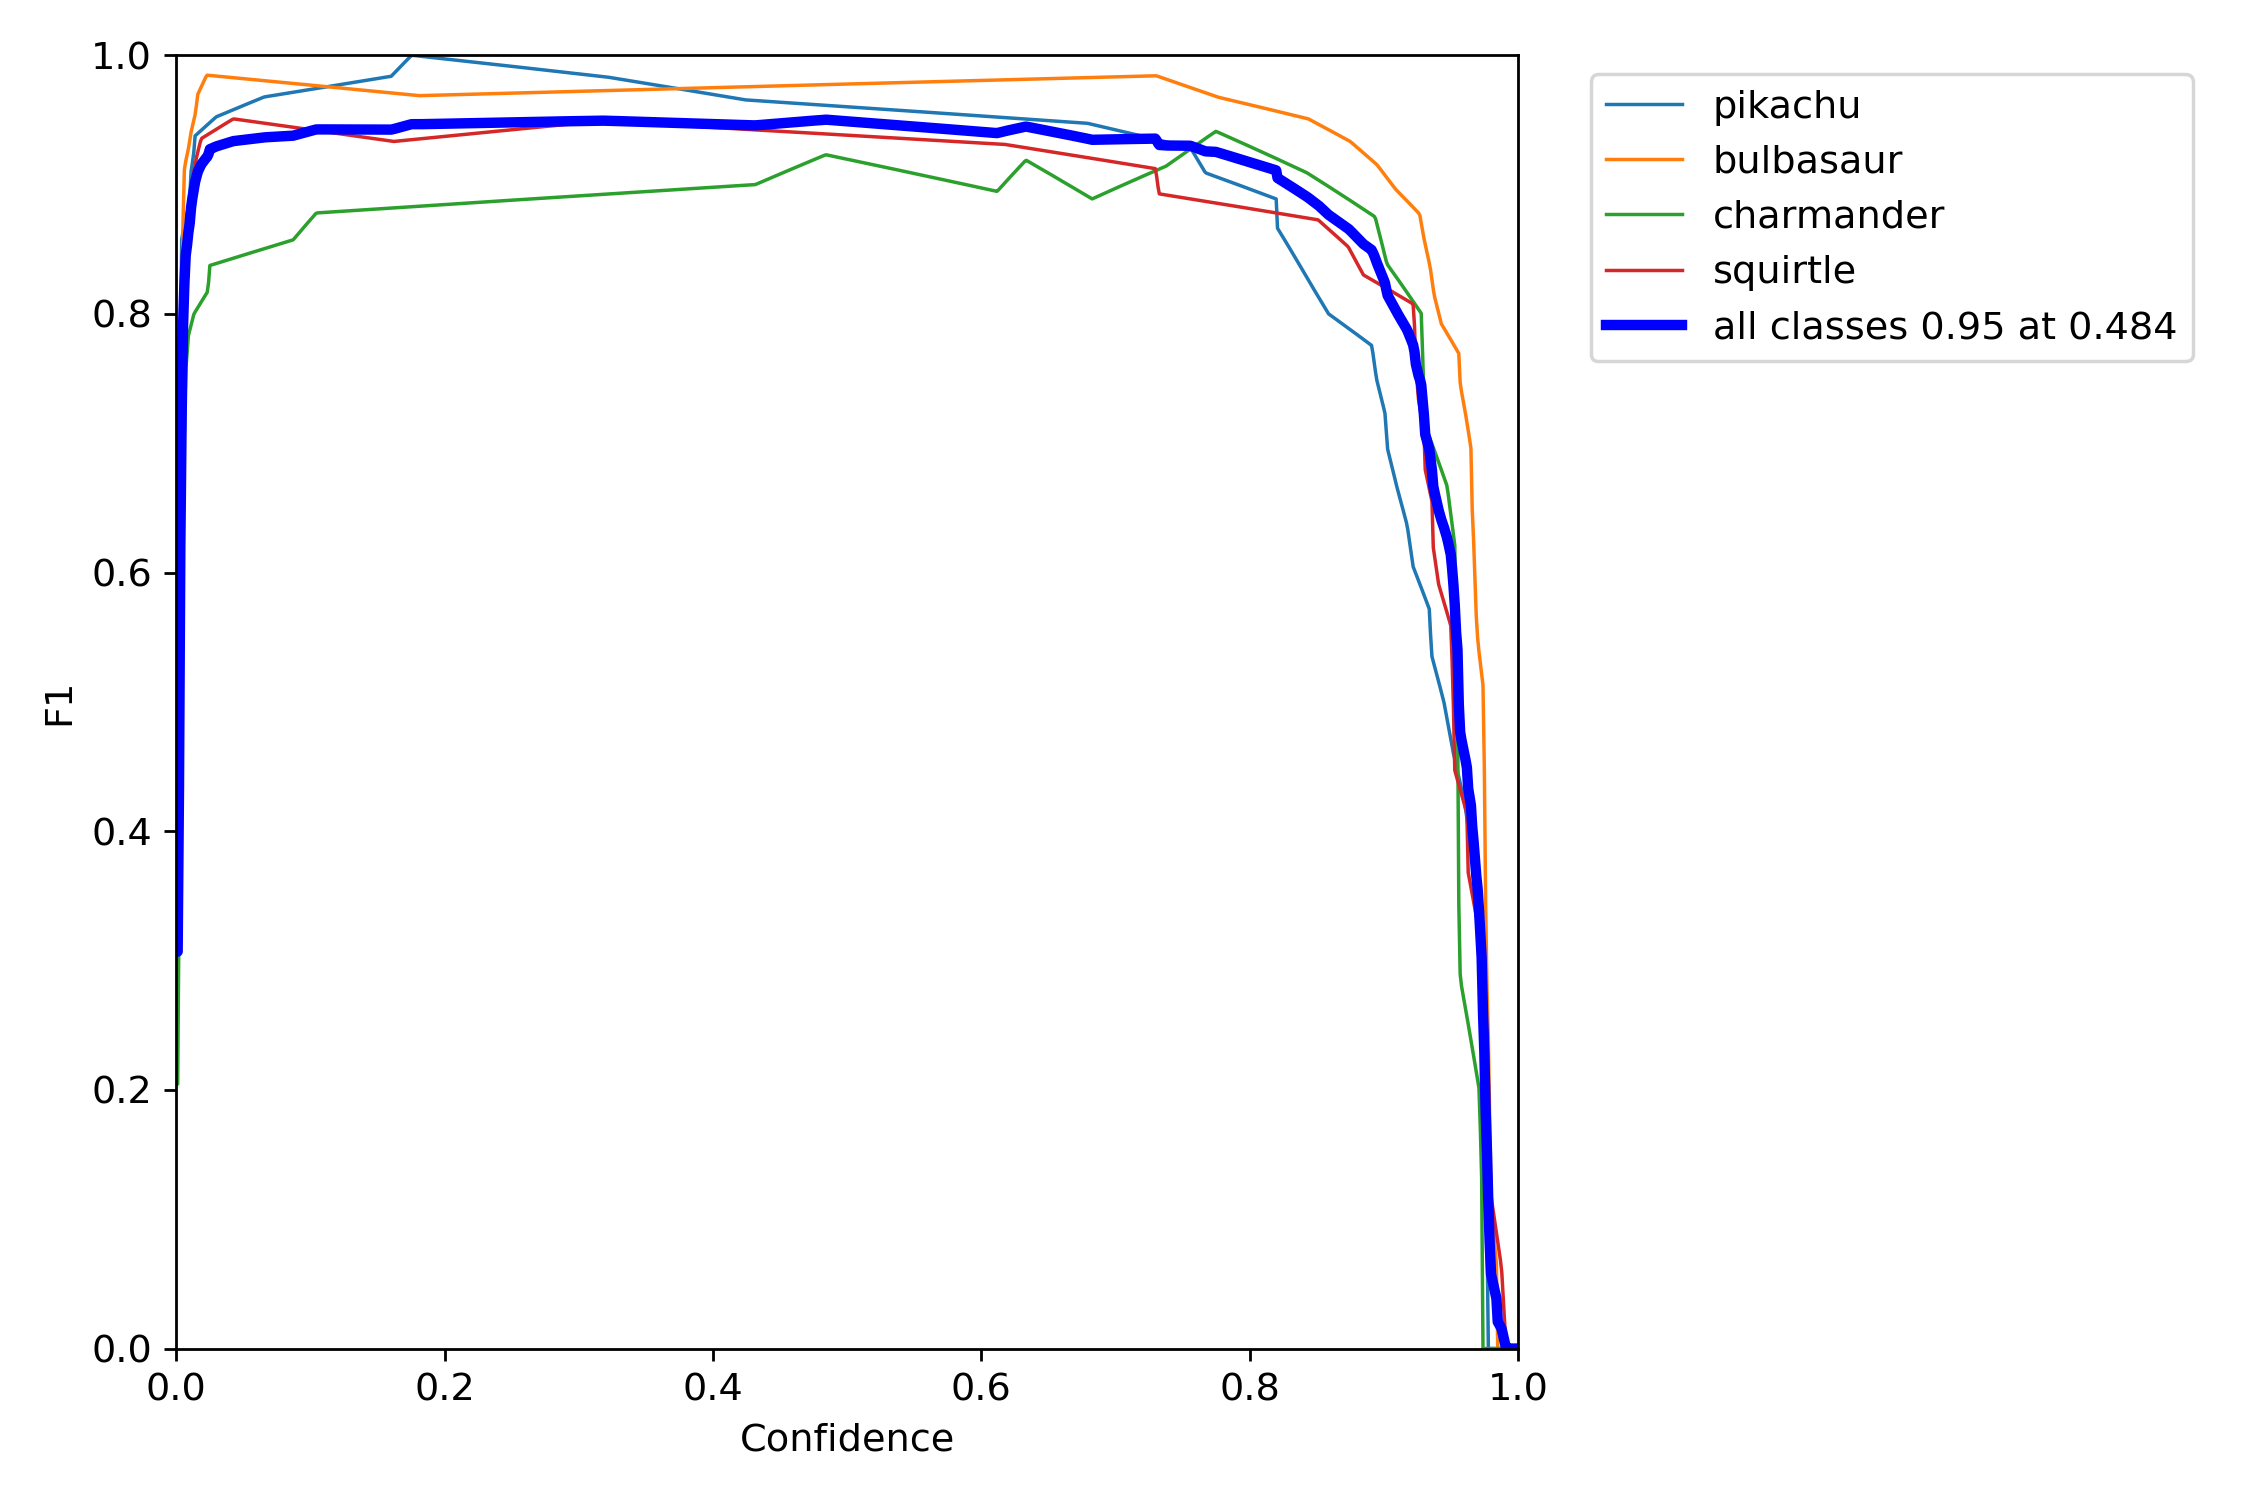 1.0
0.8
0.6
0.4
0.2
0.0
F1
0.0 0.2 0.4 0.6 0.8 1.0
Confidence
pikachu
bulbasaur
charmander
squirtle
all classes 0.95 at 0.484